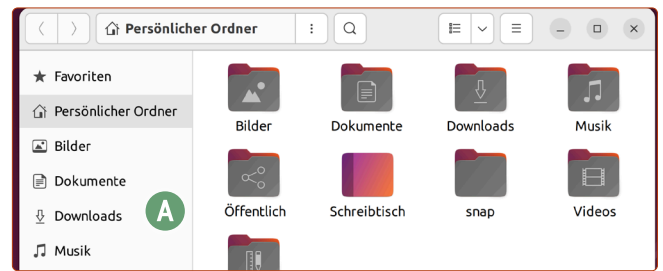 Persönlicher Ordner
Favoriten
Persönlicher Ordner
Bilder
Dokumente
Downloads
Musik
A
Bilder Dokumente Downloads Musik
Öffentlich Schreibtisch snap Videos